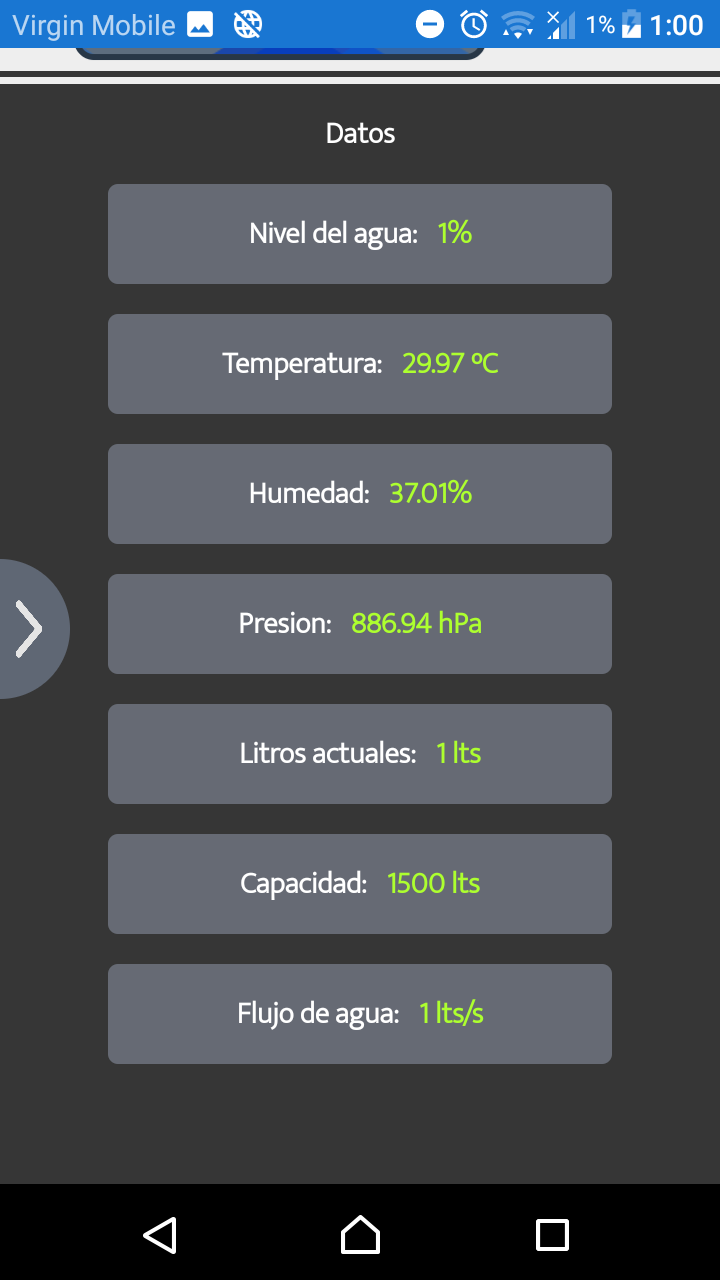 Virgin Mobile 1% 1:00
Datos
Nivel del agua: 1%
Temperatura: 29.97 ºC
Humedad: 37.01%
Presion: 886.94 hPa
Litros actuales: 1 lts
Capacidad: 1500 lts
Flujo de agua: 1 lts/s